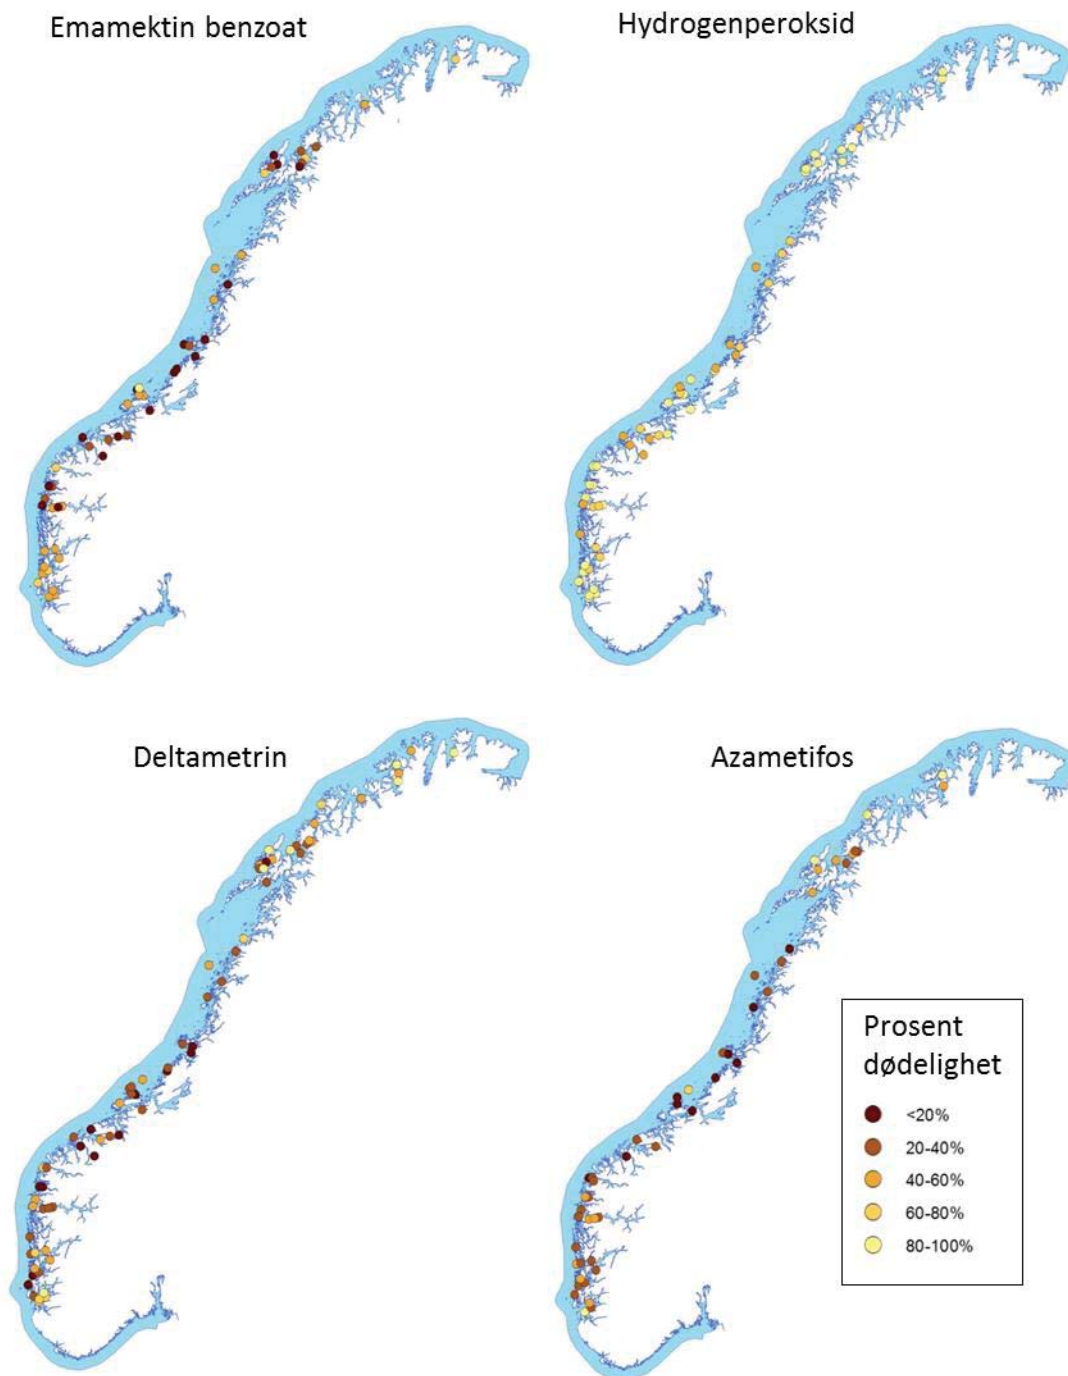 Emamektin benzoat
Hydrogenperoksid
Deltametrin
Azametifos
Prosent
dødelighet
<20%
20-40%
40-60%
60-80%
80-100%